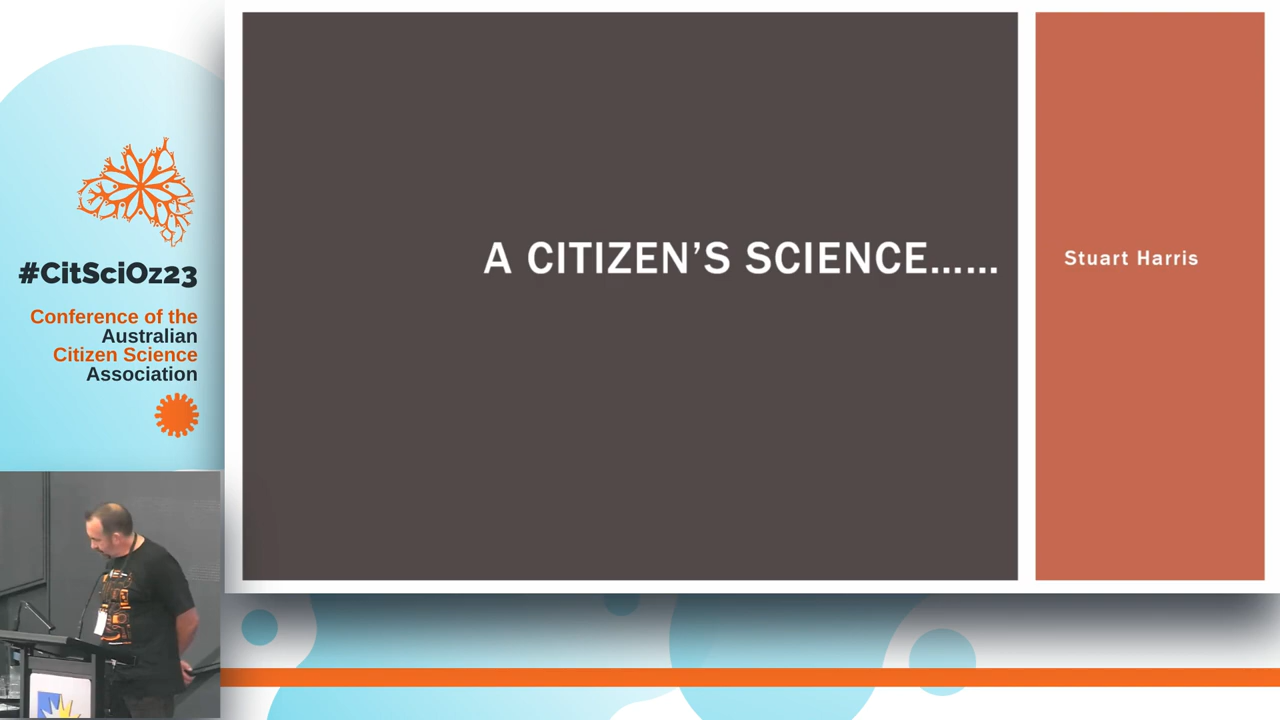 #CitSciOz23
Conference of the
Australian
Citizen Science
Association
A CITIZEN’S SCIENCE......
Stuart Harris